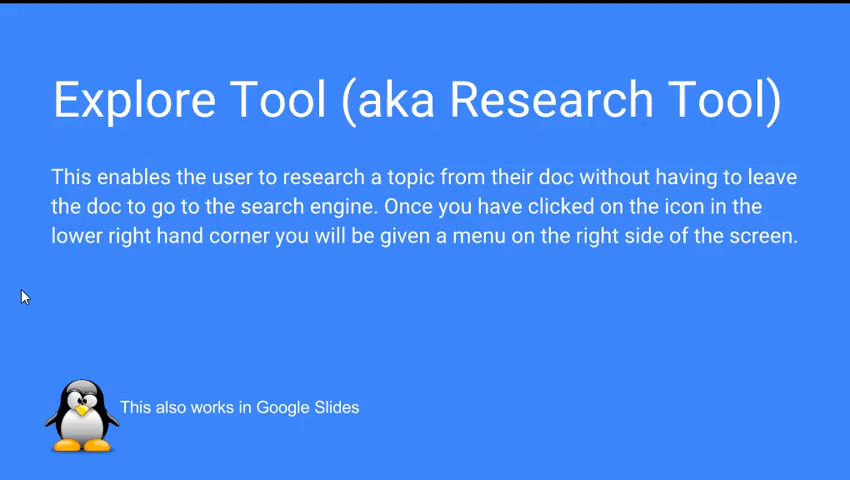 Explore Tool (aka Research Tool)
This enables the user to research a topic from their doc without having to leave
the doc to go to the search engine. Once you have clicked on the icon in the
lower right hand corner you will be given a menu on the right side of the screen.
This also works in Google Slides